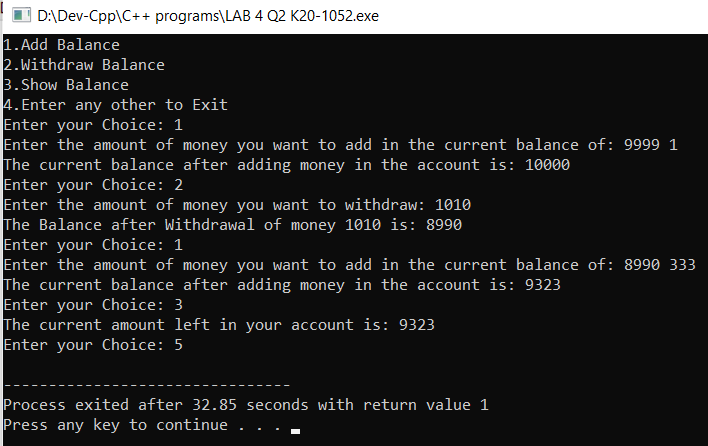 D:\Dev-Cpp\C++ programs\LAB 4 Q2 K20-1052.exe
1.Add Balance
2.Withdraw Balance
3.Show Balance
4.Enter any other to Exit
Enter your Choice: 1
Enter the amount of money you want to add in the current balance of: 9999 1
The current balance after adding money in the account is: 10000
Enter your Choice: 2
Enter the amount of money you want to withdraw: 1010
The Balance after Withdrawal of money 1010 is: 8990
Enter your Choice: 1
Enter the amount of money you want to add in the current balance of: 8990 333
The current balance after adding money in the account is: 9323
Enter your Choice: 3
The current amount left in your account is: 9323
Enter your Choice: 5
--------------------------------
Process exited after 32.85 seconds with return value 1
Press any key to continue . . .